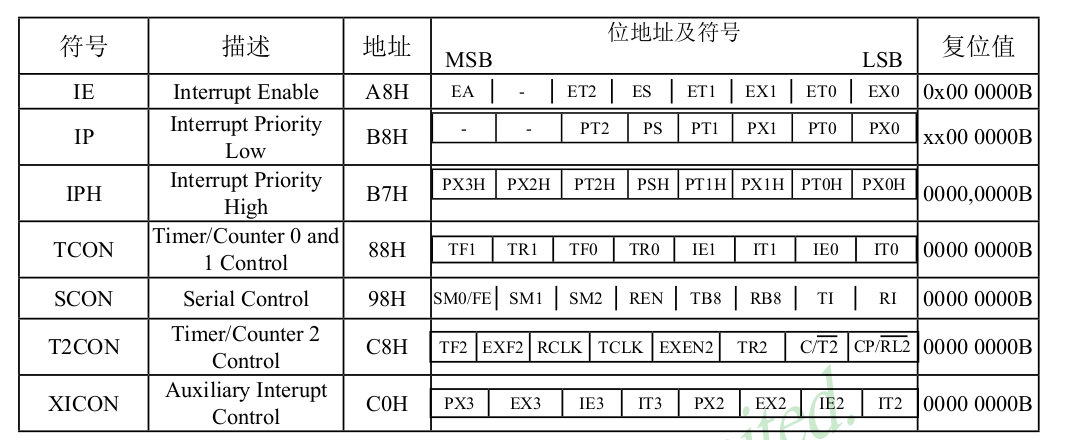 符号 描述 地址 位地址及符号 复位值
MSB LSB
IE Interrupt Enable A8H EA - ET2 ES ET1 EX1 ET0 EX0 0x00 0000B
IP Interrupt Priority Low B8H - - PT2 PS PT1 PX1 PT0 PX0 xx00 0000B
IPH Interrupt Priority High B7H PX3H PX2H PT2H PSH PT1H PX1H PT0H PX0H 0000,0000B
TCON Timer/Counter 0 and 1 Control 88H TF1 TR1 TF0 TR0 IE1 IT1 IE0 IT0 0000 0000B
SCON Serial Control 98H SM0/FE SM1 SM2 REN TB8 RB8 TI RI 0000 0000B
T2CON Timer/Counter 2 Control C8H TF2 EXF2 RCLK TCLK EXEN2 TR2 C/T2 CP/RL2 0000 0000B
XICON Auxiliary Interupt Control C0H PX3 EX3 IE3 IT3 PX2 EX2 IE2 IT2 0000 0000B